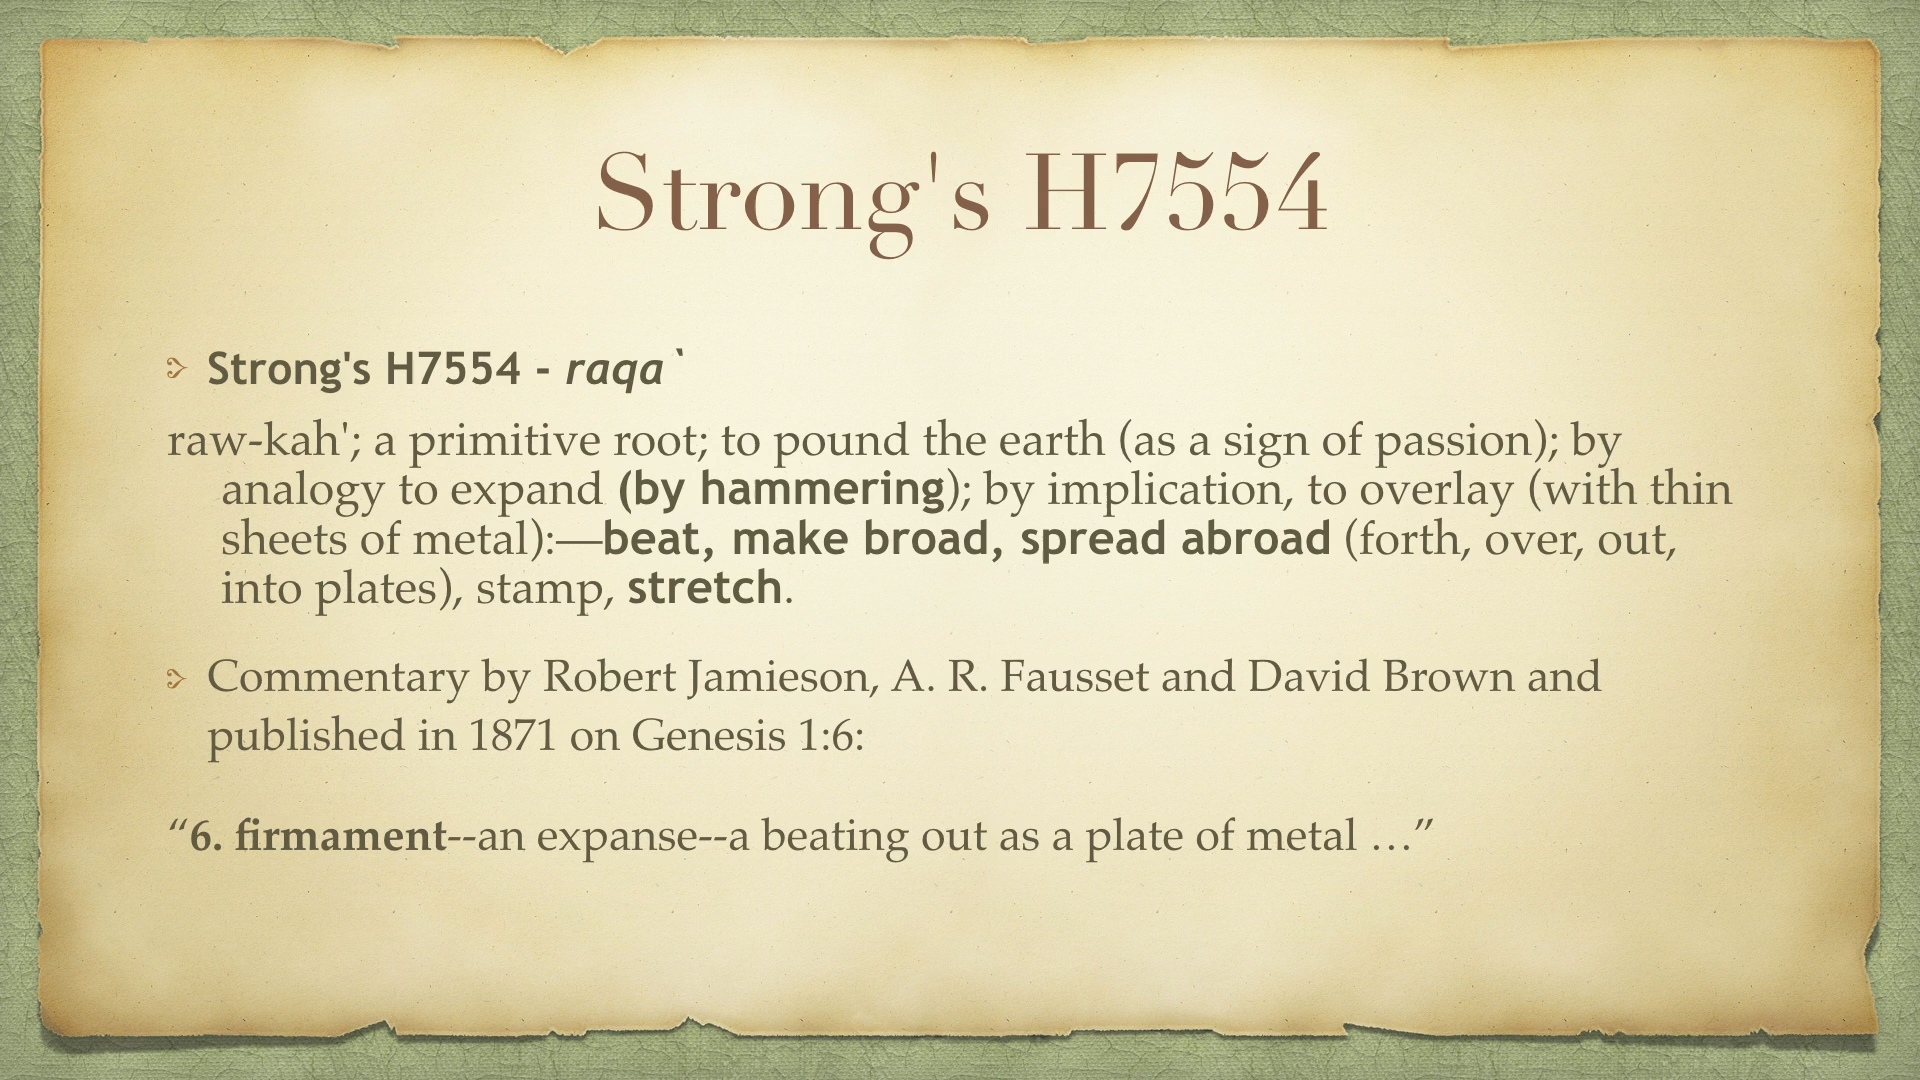 Strong's H7554
Strong's H7554 - raqa`
raw-kah'; a primitive root; to pound the earth (as a sign of passion); by
analogy to expand (by hammering); by implication, to overlay (with thin
sheets of metal):—beat, make broad, spread abroad (forth, over, out,
into plates), stamp, stretch.
Commentary by Robert Jamieson, A. R. Fausset and David Brown and
published in 1871 on Genesis 1:6:
“6. firmament--an expanse--a beating out as a plate of metal …”